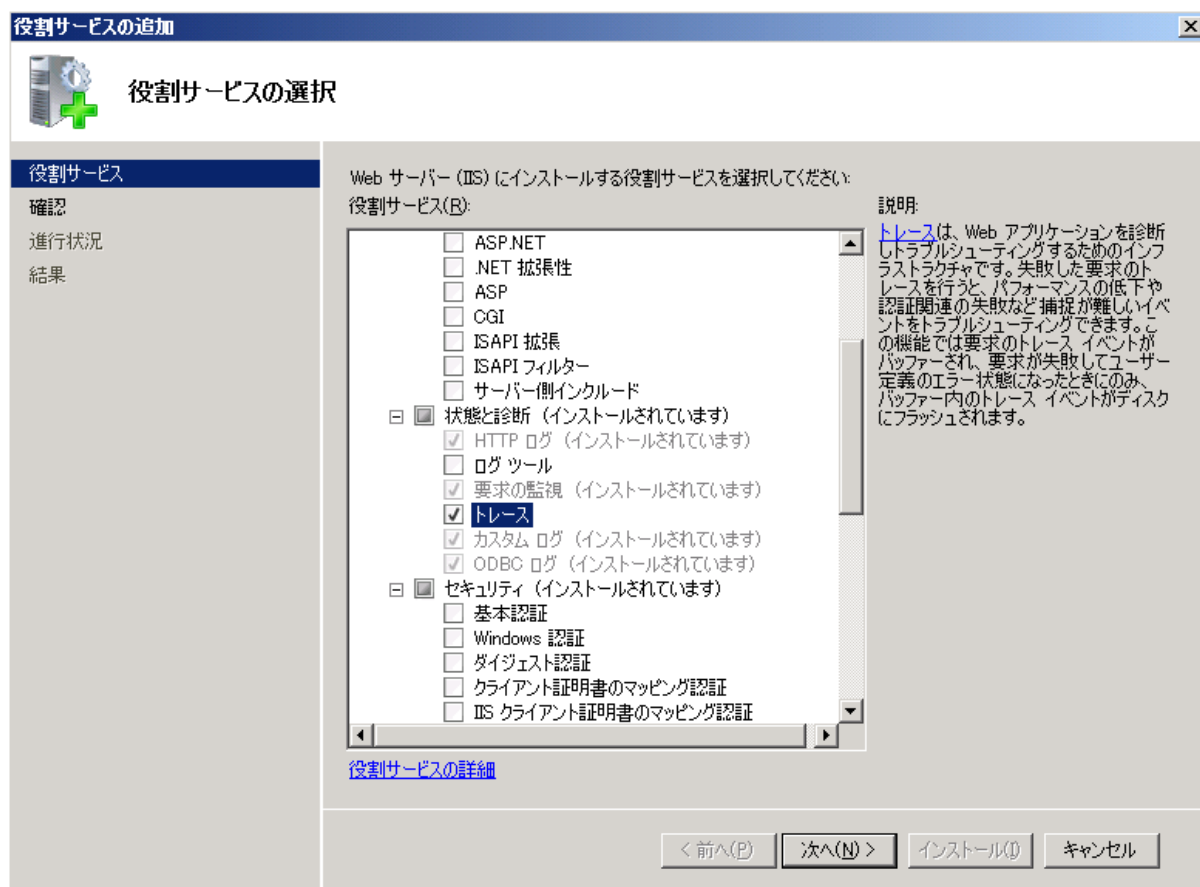 役割サービスの追加
役割サービスの選択
役割サービス
確認
進行状況
結果
Web サーバー (IIS) にインストールする役割サービスを選択してください:
役割サービス(R):
ASP.NET
.NET 拡張性
ASP
CGI
ISAPI 拡張
ISAPI フィルター
サーバー側インクルード
状態と診断 (インストールされています)
HTTP ログ (インストールされています)
ログ ツール
要求の監視 (インストールされています)
トレース
カスタム ログ (インストールされています)
ODBC ログ (インストールされています)
セキュリティ (インストールされています)
基本認証
Windows 認証
ダイジェスト認証
クライアント証明書のマッピング認証
IIS クライアント証明書のマッピング認証
役割サービスの詳細
説明:
トレースは、Web アプリケーションを診断
しトラブルシューティングするためのインフ
ラストラクチャです。失敗した要求のト
レースを行うと、パフォーマンスの低下や
認証関連の失敗など捕捉が難しいイベ
ントをトラブルシューティングできます。こ
の機能では要求のトレース イベントが
バッファーされ、要求が失敗してユーザー
定義のエラー状態になったときにのみ、
バッファー内のトレース イベントがディスク
にフラッシュされます。
< 前へ(P)
次へ(N) >
インストール(I)
キャンセル